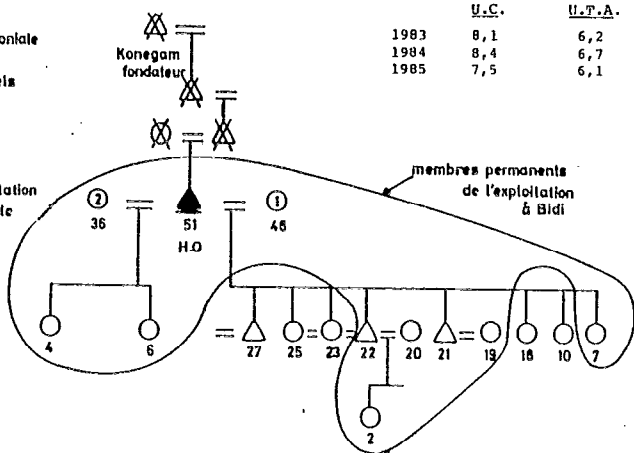 U.C. U.T.A.
1983 8,1 6,2
1984 8,4 6,7
1985 7,5 6,1
Konegam
fondateur
membres permanents
de l'exploitation
à Bidi
2
36
51
H.O
1
46
4
6
27
25
23
22
20
21
19
18
10
7
2